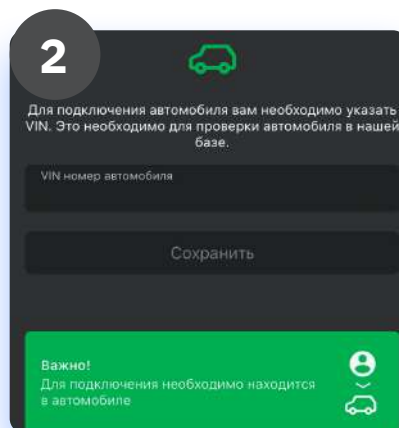 2
Для подключения автомобиля вам необходимо указать
VIN. Это необходимо для проверки автомобиля в нашей
базе.
VIN номер автомобиля
Сохранить
Важно!
Для подключения необходимо находится
в автомобиле